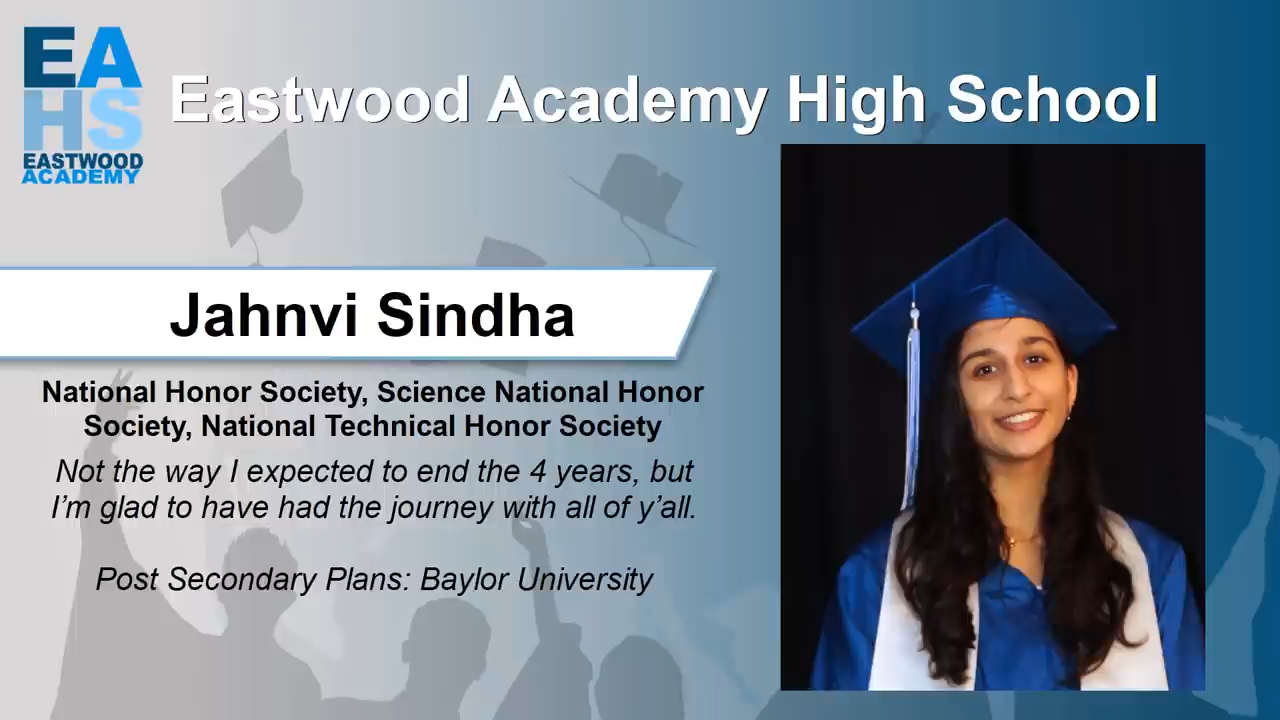 EA
HS
EASTWOOD
ACADEMY
Eastwood Academy High School
Jahnvi Sindha
National Honor Society, Science National Honor
Society, National Technical Honor Society
Not the way I expected to end the 4 years, but
I’m glad to have had the journey with all of y’all.
Post Secondary Plans: Baylor University